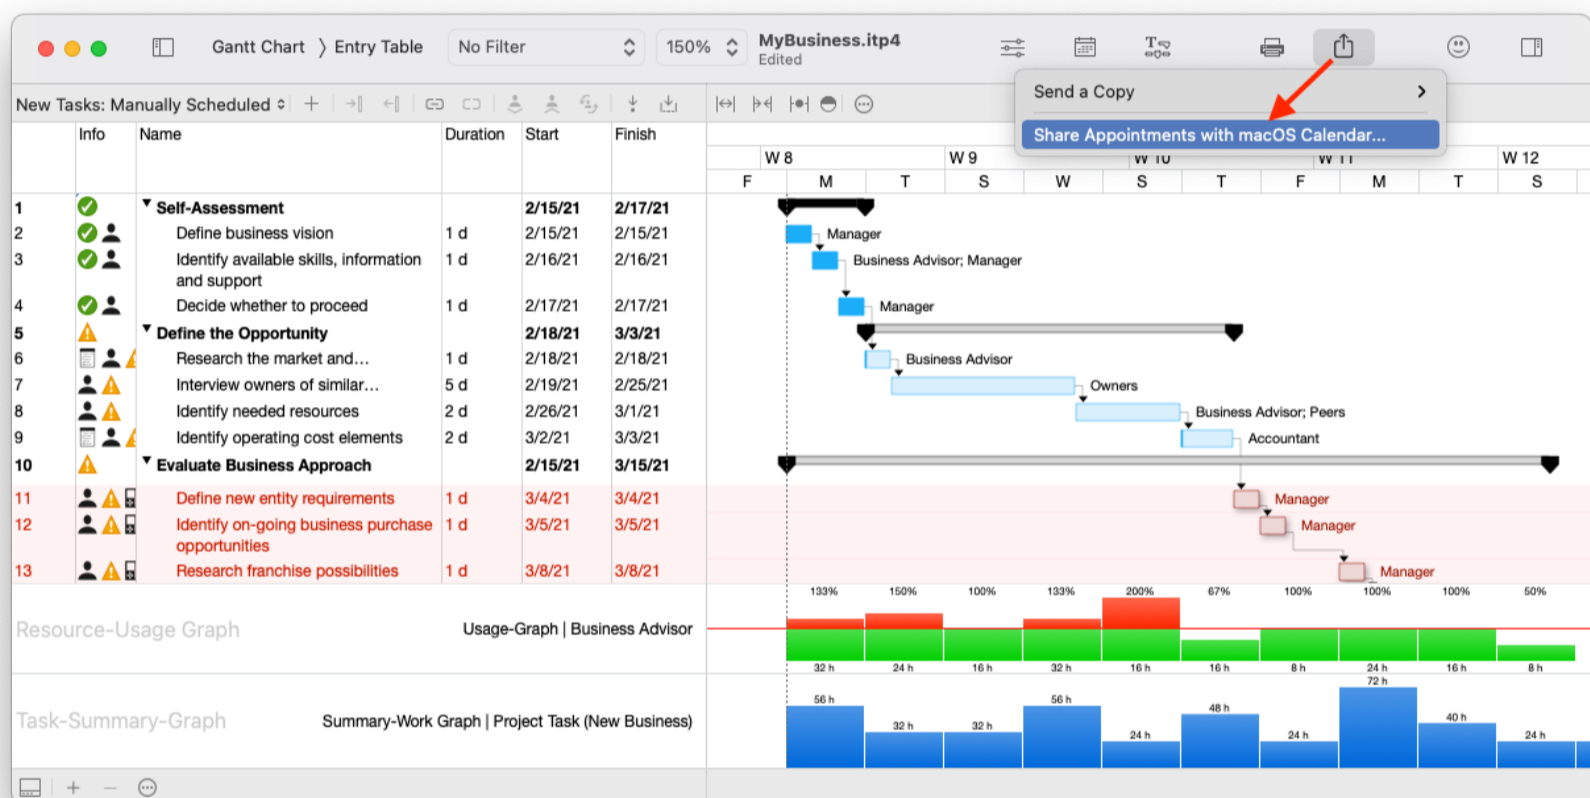 Gantt Chart 〉Entry Table
No Filter
150%
MyBusiness.itp4
Edited
Send a Copy
Share Appointments with macOS Calendar...
New Tasks: Manually Scheduled
Info Name Duration Start Finish
W 8 W 9 W 10 W 11 W 12
F M T S W S T F M T S
1 Self-Assessment 2/15/21 2/17/21
2 Define business vision 1 d 2/15/21 2/15/21 Manager
3 Identify available skills, information 1 d 2/16/21 2/16/21 Business Advisor; Manager
and support
4 Decide whether to proceed 1 d 2/17/21 2/17/21 Manager
5 Define the Opportunity 2/18/21 3/3/21
6 Research the market and... 1 d 2/18/21 2/18/21 Business Advisor
7 Interview owners of similar... 5 d 2/19/21 2/25/21 Owners
8 Identify needed resources 2 d 2/26/21 3/1/21 Business Advisor; Peers
9 Identify operating cost elements 2 d 3/2/21 3/3/21 Accountant
10 Evaluate Business Approach 2/15/21 3/15/21
11 Define new entity requirements 1 d 3/4/21 3/4/21 Manager
12 Identify on-going business purchase 1 d 3/5/21 3/5/21 Manager
opportunities
13 Research franchise possibilities 1 d 3/8/21 3/8/21 Manager
133% 150% 100% 133% 200% 67% 100% 100% 100% 50%
Resource-Usage Graph Usage-Graph | Business Advisor
32 h 24 h 16 h 32 h 16 h 16 h 8 h 24 h 16 h 8 h
Task-Summary-Graph Summary-Work Graph | Project Task (New Business)
56 h 32 h 32 h 56 h 24 h 48 h 24 h 72 h 40 h 24 h